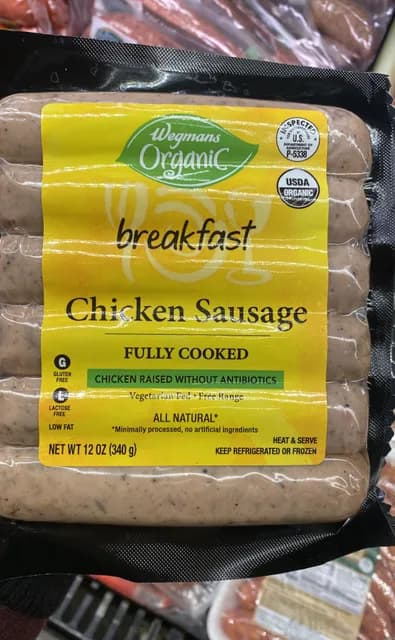 Wegmans
Organic
INSPECTED
U.S.
DEPARTMENT OF
AGRICULTURE
P-5338
USDA
ORGANIC
breakfast
Chicken Sausage
FULLY COOKED
CHICKEN RAISED WITHOUT ANTIBIOTICS
Vegetarian Fed • Free Range
G
GLUTEN
FREE
L
LACTOSE
FREE
LOW FAT
ALL NATURAL*
*Minimally processed, no artificial ingredients
NET WT 12 OZ (340 g)
HEAT & SERVE
KEEP REFRIGERATED OR FROZEN